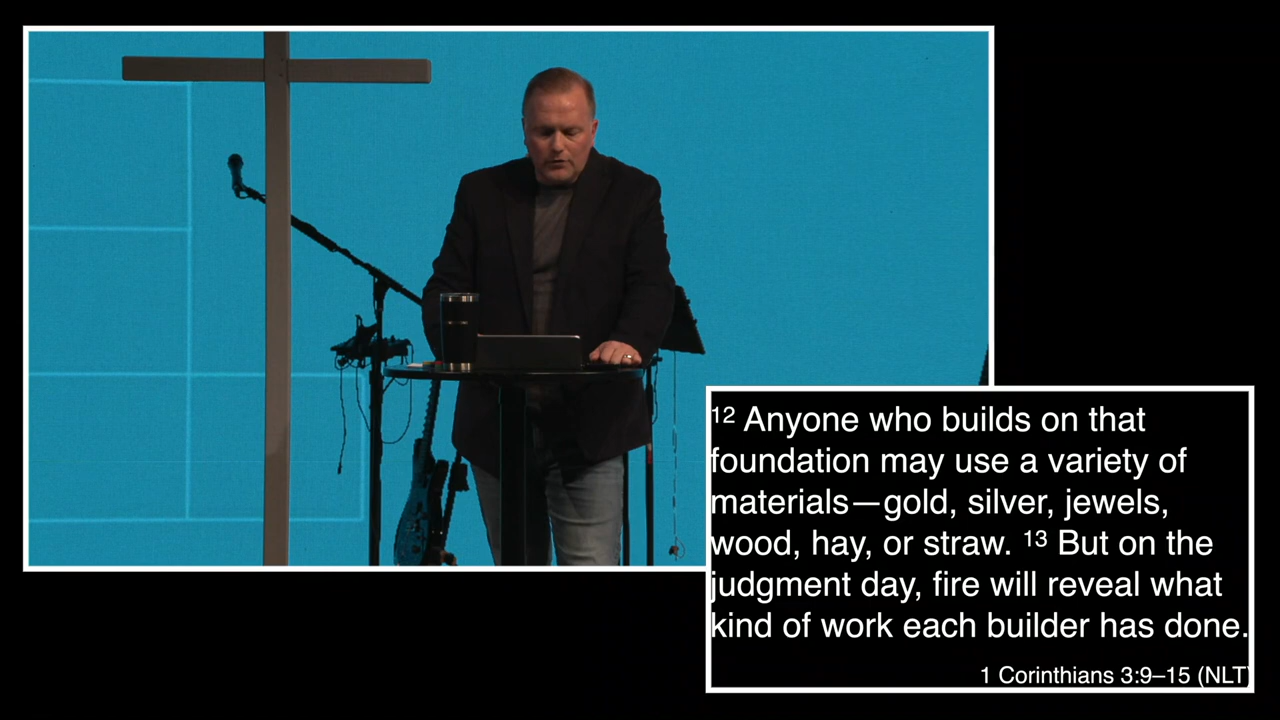 12 Anyone who builds on that
foundation may use a variety of
materials—gold, silver, jewels,
wood, hay, or straw. 13 But on the
judgment day, fire will reveal what
kind of work each builder has done.
1 Corinthians 3:9–15 (NLT)